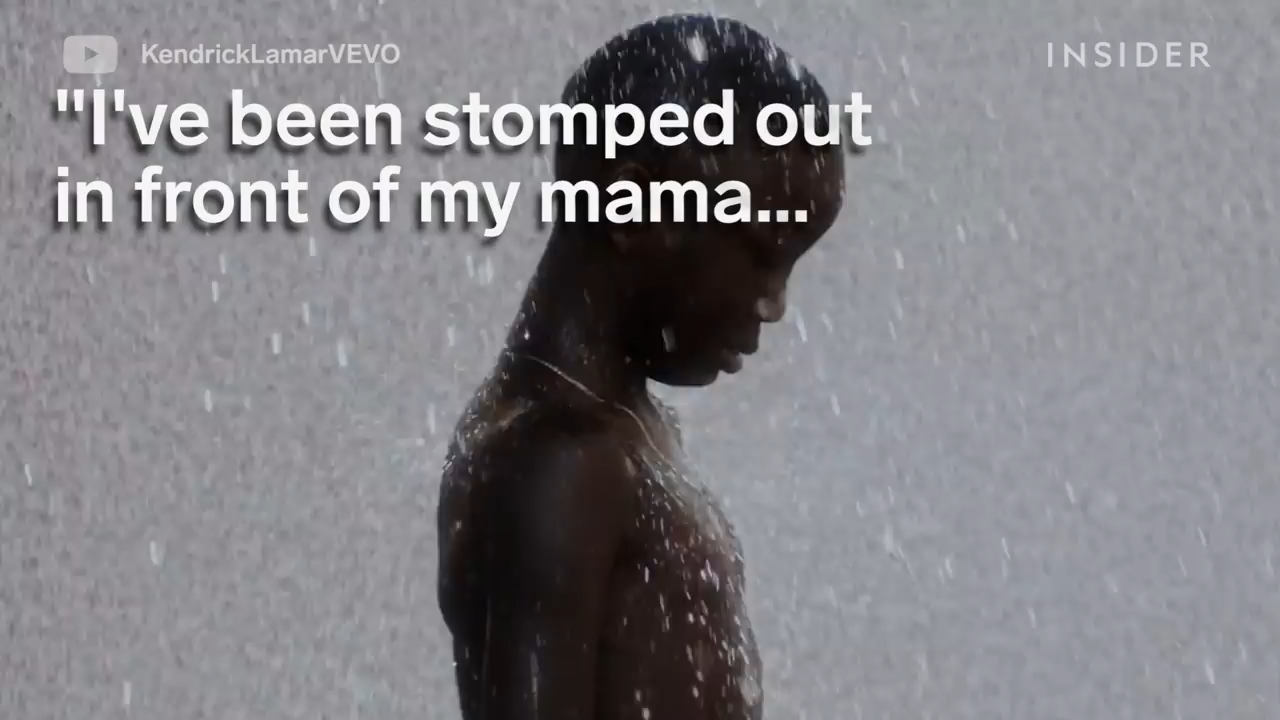 KendrickLamarVEVO
INSIDER
"I've been stomped out
in front of my mama...